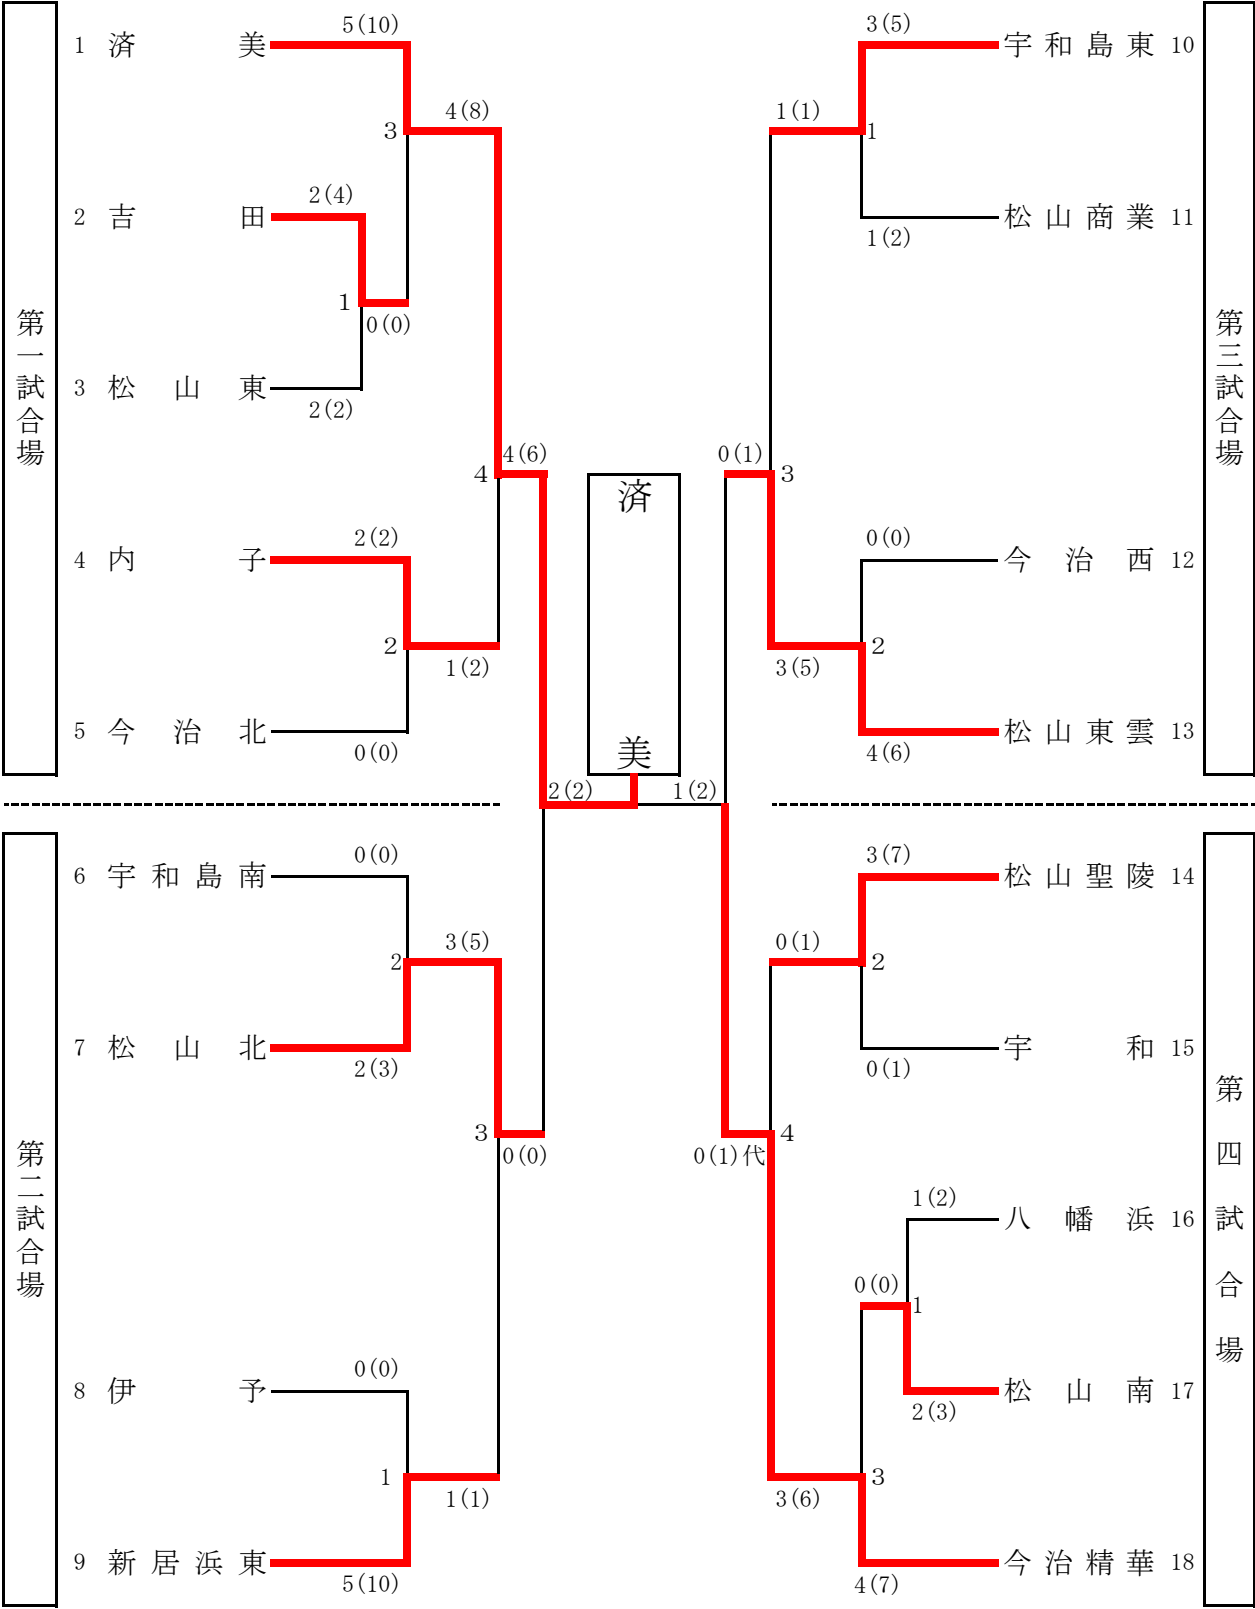 第一試合場
5(10)
1 済美
3
4(8)
2(4)
2 吉田
1
0(0)
3 松山東
2(2)
4
4(6)
2(2)
4 内子
2
1(2)
5 今治北
0(0)
第二試合場
0(0)
6 宇和島南
2
3(5)
7 松山北
2(3)
3
0(0)
0(0)
8 伊予
1
1(1)
9 新居浜東
5(10)
済美
2(2)
1(2)
第三試合場
3(5)
宇和島東 10
1(1)
1
松山商業 11
1(2)
0(1)
3
0(0)
今治西 12
2
3(5)
松山東雲 13
4(6)
第四試合場
3(7)
松山聖陵 14
0(1)
2
宇和 15
0(1)
4
0(1)代
1(2)
八幡浜 16
0(0)
1
松山南 17
2(3)
3
3(6)
今治精華 18
4(7)